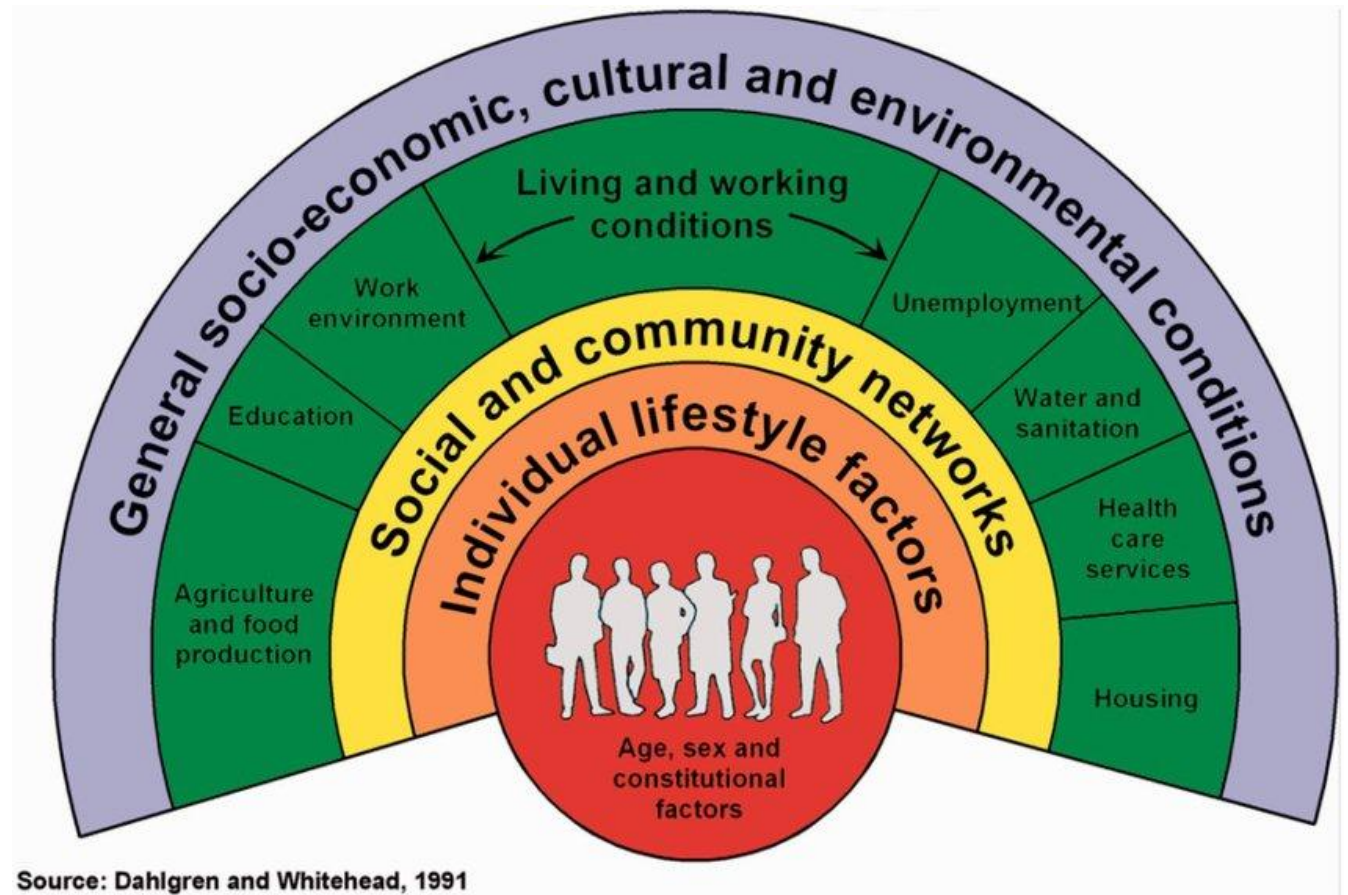 General socio-economic, cultural and environmental conditions
Living and working
conditions
Agriculture
and food
production
Education
Work
environment
Unemployment
Water and
sanitation
Health
care
services
Housing
Social and community networks
Individual lifestyle factors
Age, sex and
constitutional
factors
Source: Dahlgren and Whitehead, 1991